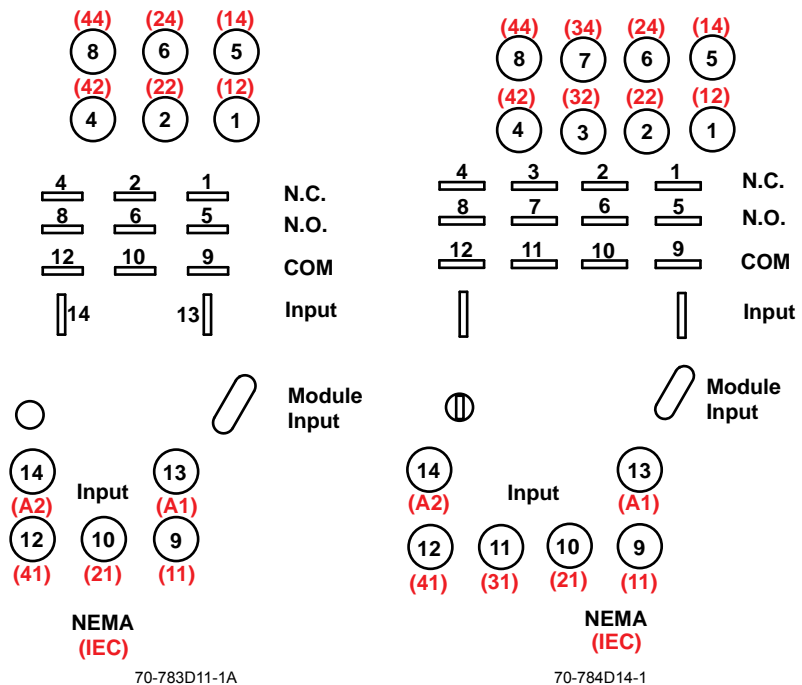 (44) (24) (14)
8 6 5
(42) (22) (12)
4 2 1
4 2 1 N.C.
8 6 5 N.O.
12 10 9 COM
14 13 Input
Module
Input
14 Input 13
(A2) (A1)
12 10 9
(41) (21) (11)
NEMA
(IEC)
70-783D11-1A
(44) (34) (24) (14)
8 7 6 5
(42) (32) (22) (12)
4 3 2 1
4 3 2 1 N.C.
8 7 6 5 N.O.
12 11 10 9 COM
Input
Module
Input
14 Input 13
(A2) (A1)
12 11 10 9
(41) (31) (21) (11)
NEMA
(IEC)
70-784D14-1